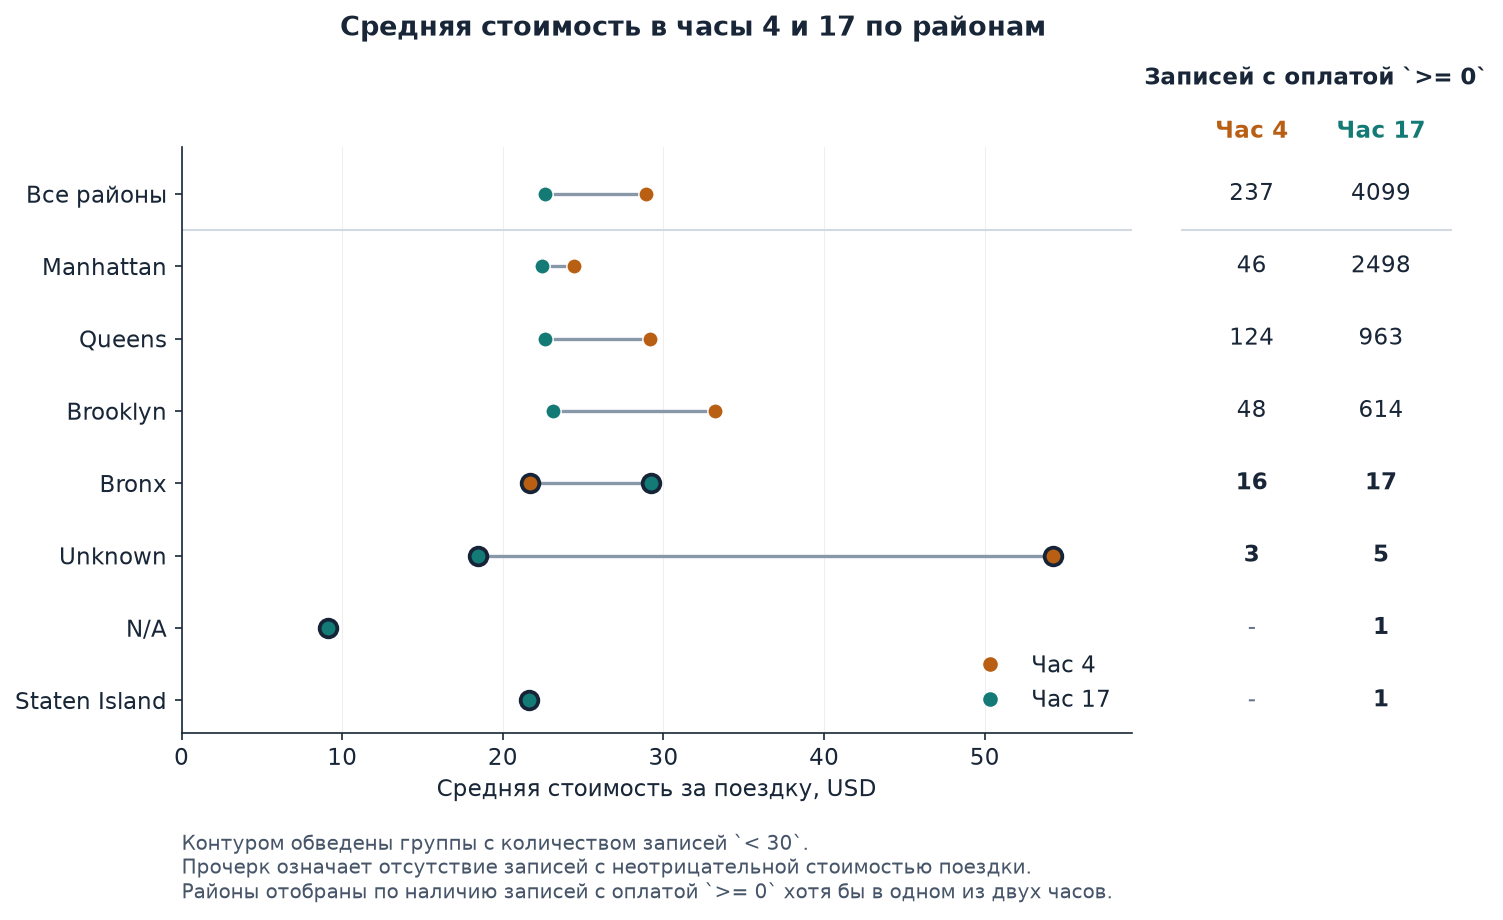 Средняя стоимость в часы 4 и 17 по районам
Записей с оплатой `>= 0`
Час 4 Час 17
Все районы 237 4099
Manhattan 46 2498
Queens 124 963
Brooklyn 48 614
Bronx 16 17
Unknown 3 5
N/A - 1
Час 4
Час 17
Staten Island - 1
0 10 20 30 40 50
Средняя стоимость за поездку, USD
Контуром обведены группы с количеством записей `< 30`.
Прочерк означает отсутствие записей с неотрицательной стоимостью поездки.
Районы отобраны по наличию записей с оплатой `>= 0` хотя бы в одном из двух часов.